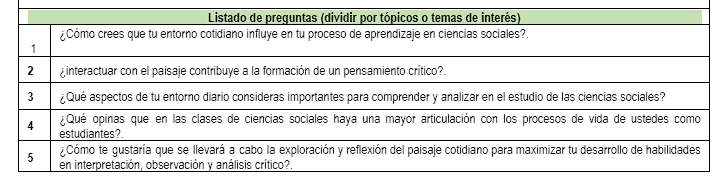 Listado de preguntas (dividir por tópicos o temas de interés)
1 ¿Cómo crees que tu entorno cotidiano influye en tu proceso de aprendizaje en ciencias sociales?.
2 ¿interactuar con el paisaje contribuye a la formación de un pensamiento crítico?.
3 ¿Qué aspectos de tu entorno diario consideras importantes para comprender y analizar en el estudio de las ciencias sociales?
4 ¿Qué opinas que en las clases de ciencias sociales haya una mayor articulación con los procesos de vida de ustedes como
estudiantes?.
5 ¿Cómo te gustaría que se llevará a cabo la exploración y reflexión del paisaje cotidiano para maximizar tu desarrollo de habilidades
en interpretación, observación y análisis crítico?.